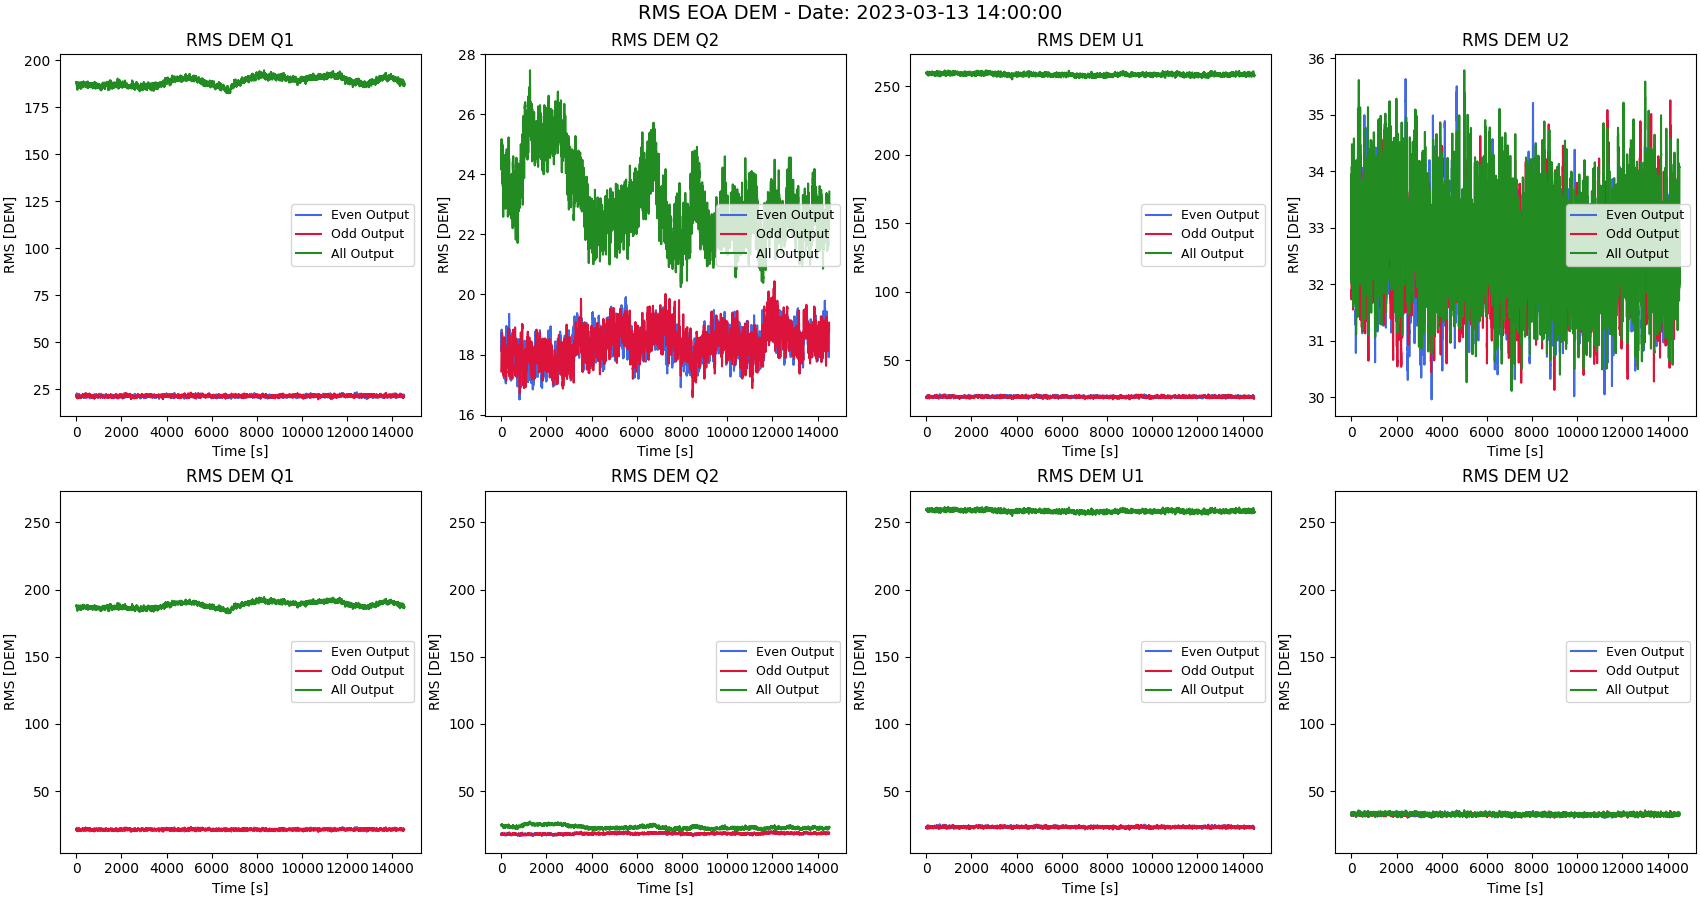 RMS EOA DEM - Date: 2023-03-13 14:00:00
RMS DEM Q1
RMS [DEM]
200
175
150
125
100
75
50
25
0 2000 4000 6000 8000 10000 12000 14000
Time [s]
Even Output
Odd Output
All Output
RMS DEM Q2
RMS [DEM]
28
26
24
22
20
18
16
0 2000 4000 6000 8000 10000 12000 14000
Time [s]
Even Output
Odd Output
All Output
RMS DEM U1
RMS [DEM]
250
200
150
100
50
0 2000 4000 6000 8000 10000 12000 14000
Time [s]
Even Output
Odd Output
All Output
RMS DEM U2
RMS [DEM]
36
35
34
33
32
31
30
0 2000 4000 6000 8000 10000 12000 14000
Time [s]
Even Output
Odd Output
All Output
RMS DEM Q1
RMS [DEM]
250
200
150
100
50
0 2000 4000 6000 8000 10000 12000 14000
Time [s]
Even Output
Odd Output
All Output
RMS DEM Q2
RMS [DEM]
250
200
150
100
50
0 2000 4000 6000 8000 10000 12000 14000
Time [s]
Even Output
Odd Output
All Output
RMS DEM U1
RMS [DEM]
250
200
150
100
50
0 2000 4000 6000 8000 10000 12000 14000
Time [s]
Even Output
Odd Output
All Output
RMS DEM U2
RMS [DEM]
250
200
150
100
50
0 2000 4000 6000 8000 10000 12000 14000
Time [s]
Even Output
Odd Output
All Output